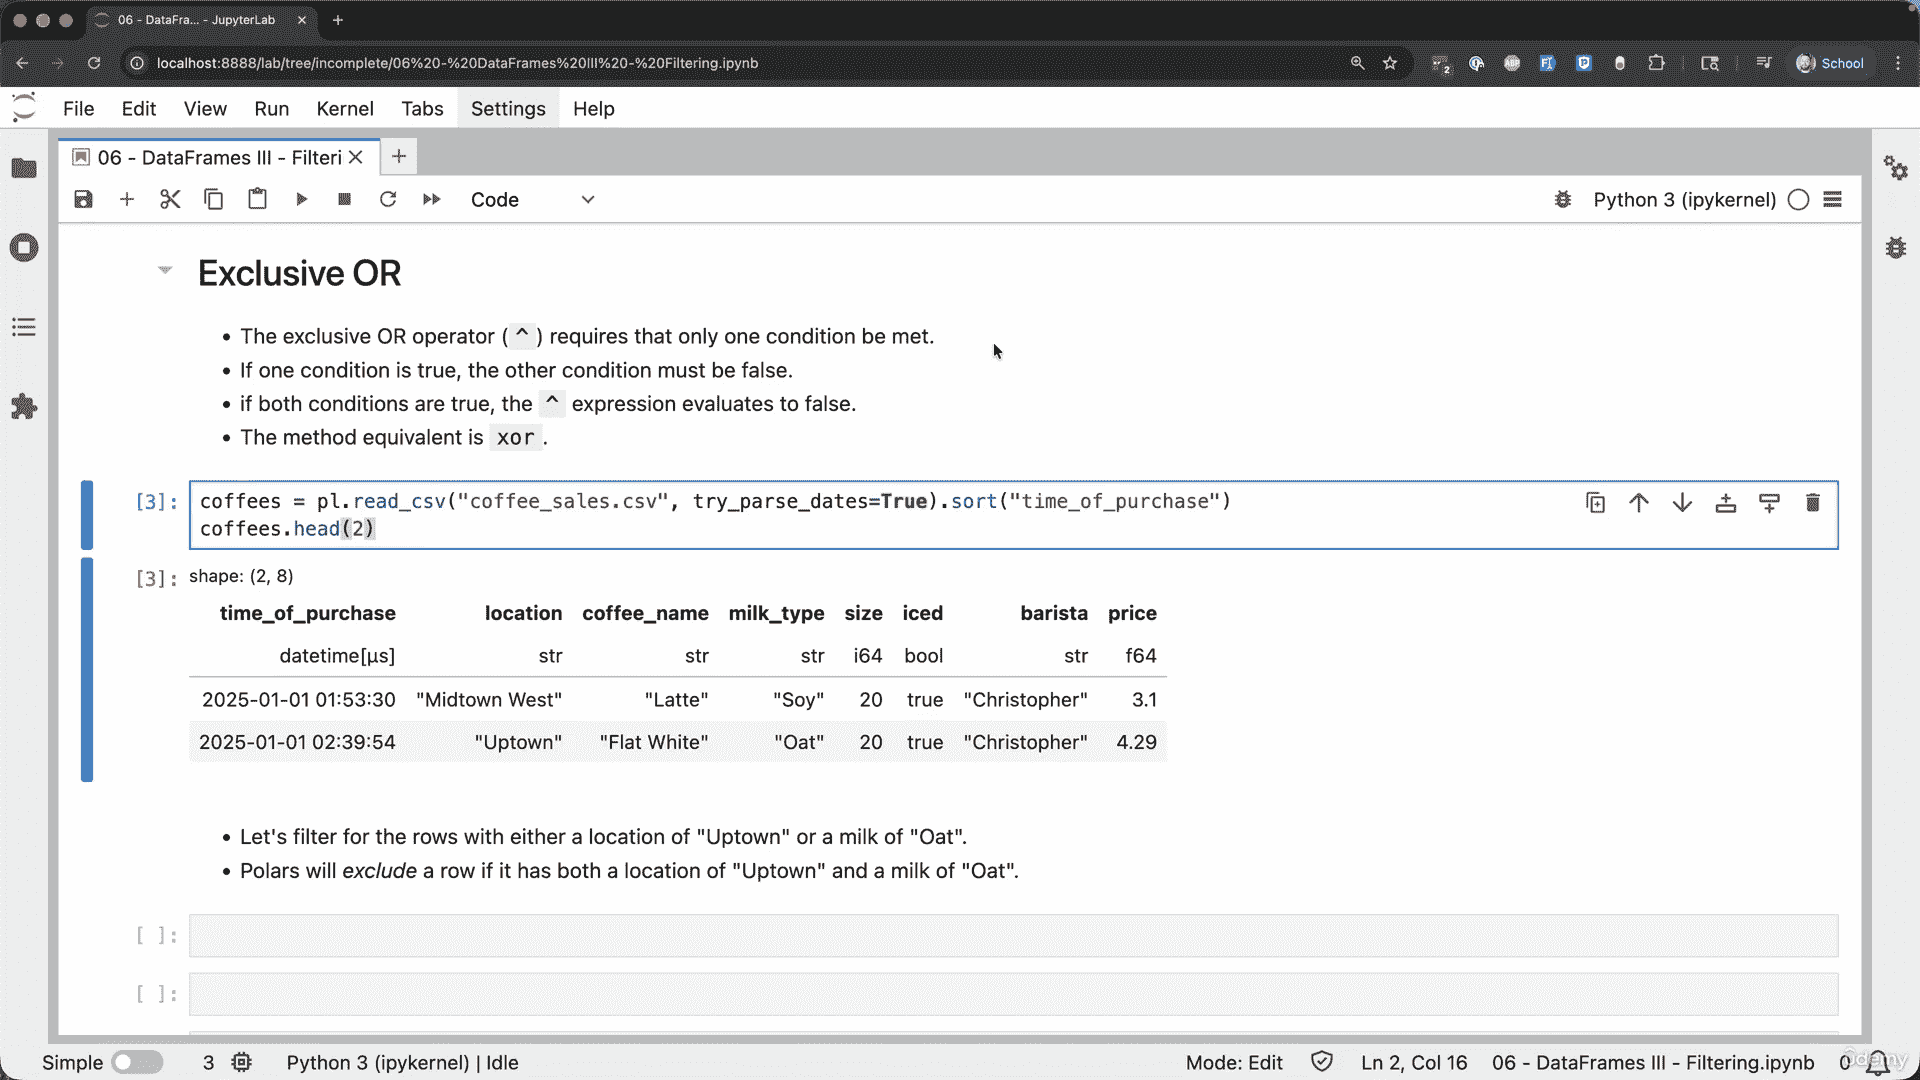 06 - DataFra... - JupyterLab
localhost:8888/lab/tree/incomplete/06%20-%20DataFrames%20III%20-%20Filtering.ipynb
2
ABP
School
File Edit View Run Kernel Tabs Settings Help
06 - DataFrames III - Filteri
Code
Python 3 (ipykernel)
Exclusive OR
• The exclusive OR operator ( ^ ) requires that only one condition be met.
• If one condition is true, the other condition must be false.
• if both conditions are true, the ^ expression evaluates to false.
• The method equivalent is xor .
[3]: coffees = pl.read_csv("coffee_sales.csv", try_parse_dates=True).sort("time_of_purchase")
coffees.head(2)
[3]: shape: (2, 8)
time_of_purchase location coffee_name milk_type size iced barista price
datetime[μs] str str str i64 bool str f64
2025-01-01 01:53:30 "Midtown West" "Latte" "Soy" 20 true "Christopher" 3.1
2025-01-01 02:39:54 "Uptown" "Flat White" "Oat" 20 true "Christopher" 4.29
• Let's filter for the rows with either a location of "Uptown" or a milk of "Oat".
• Polars will exclude a row if it has both a location of "Uptown" and a milk of "Oat".
[ ]:
[ ]:
Simple 3 Python 3 (ipykernel) | Idle Mode: Edit Ln 2, Col 16 06 - DataFrames III - Filtering.ipynb 0
udemy